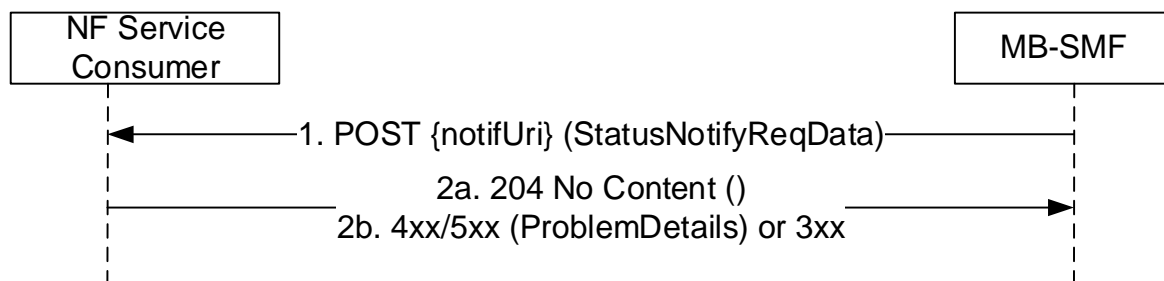 NF Service
Consumer
MB-SMF
1. POST {notifUri} (StatusNotifyReqData)
2a. 204 No Content ()
2b. 4xx/5xx (ProblemDetails) or 3xx